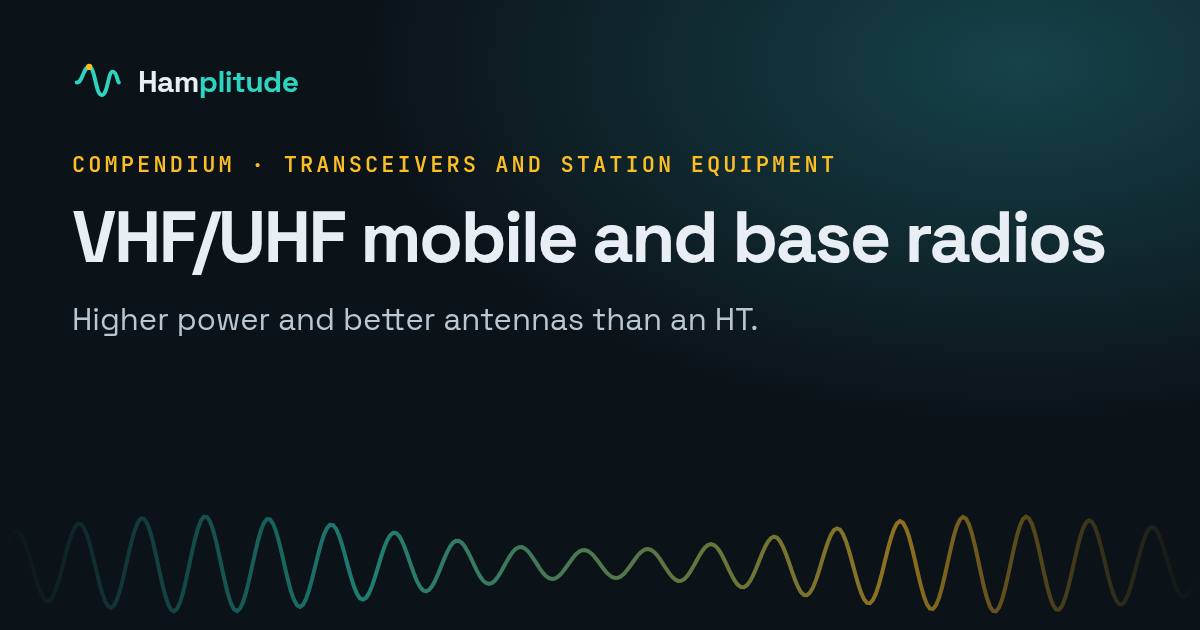 Hamplitude
COMPENDIUM · TRANSCEIVERS AND STATION EQUIPMENT
VHF/UHF mobile and base radios
Higher power and better antennas than an HT.